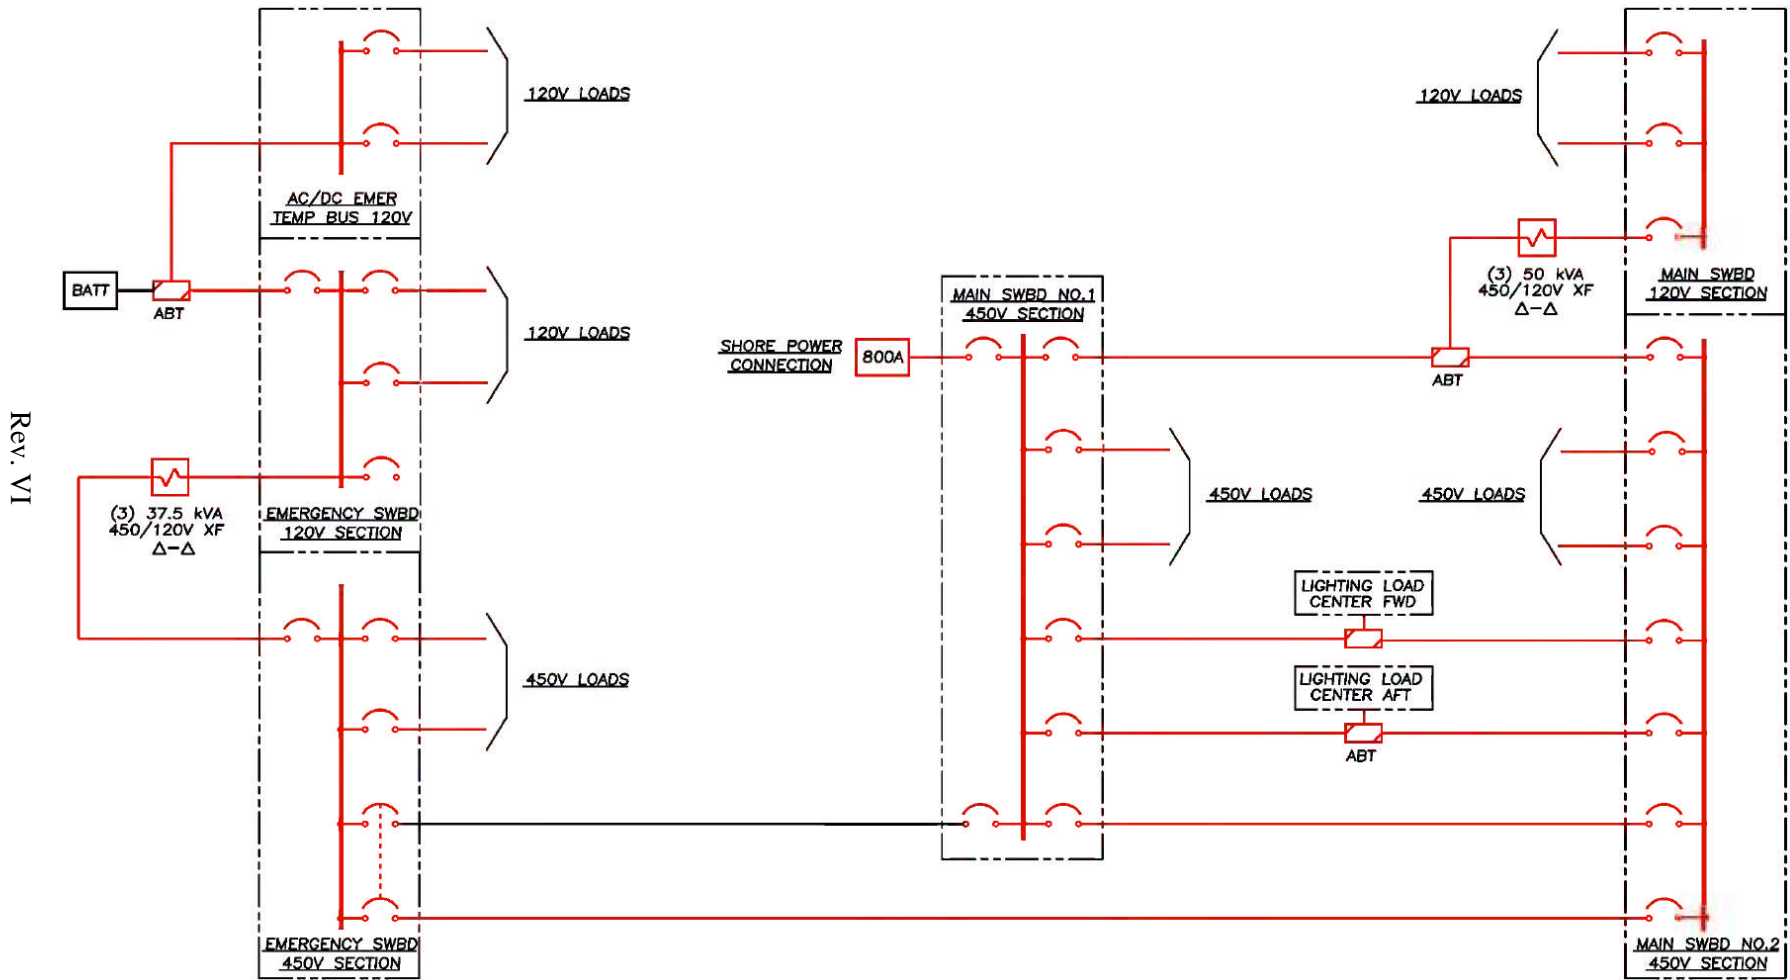 120V LOADS
120V LOADS
AC/DC EMER
TEMP BUS 120V
BATT
ABT
120V LOADS
(3) 37.5 kVA
450/120V XF
Δ-Δ
EMERGENCY SWBD
120V SECTION
450V LOADS
EMERGENCY SWBD
450V SECTION
MAIN SWBD NO.1
450V SECTION
SHORE POWER
CONNECTION
800A
(3) 50 kVA
450/120V XF
Δ-Δ
MAIN SWBD
120V SECTION
ABT
450V LOADS
450V LOADS
LIGHTING LOAD
CENTER FWD
LIGHTING LOAD
CENTER AFT
ABT
MAIN SWBD NO.2
450V SECTION
Rev. VI